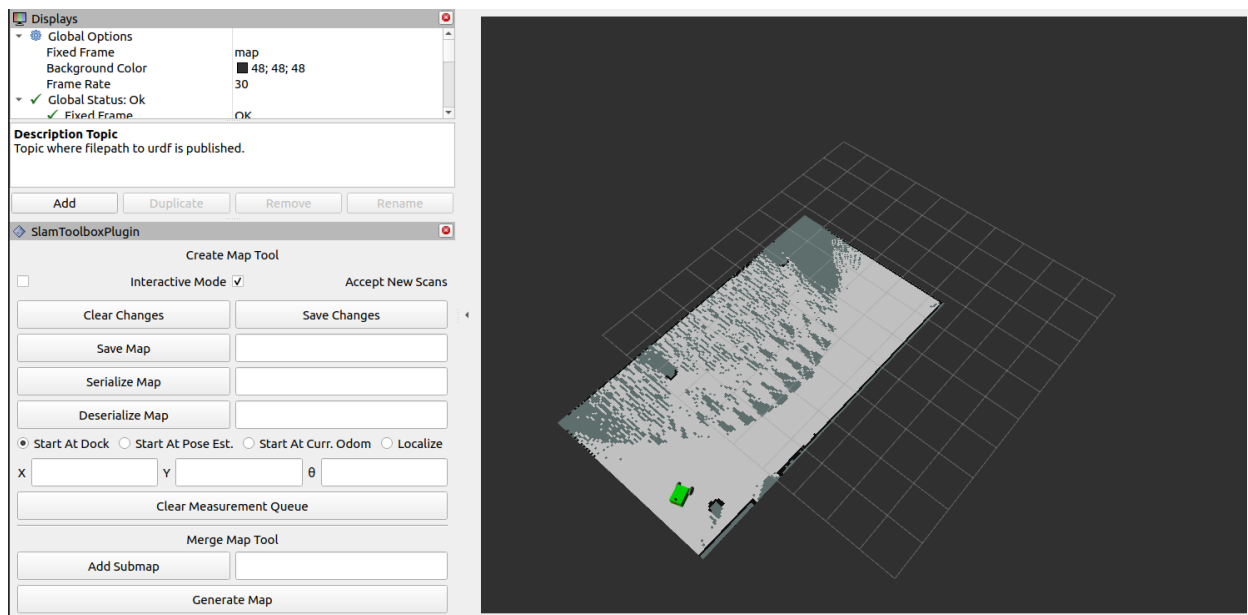 Displays
Global Options
Fixed Frame map
Background Color 48; 48; 48
Frame Rate 30
Global Status: Ok
Fixed Frame OK
Description Topic
Topic where filepath to urdf is published.
Add Duplicate Remove Rename
SlamToolboxPlugin
Create Map Tool
Interactive Mode Accept New Scans
Clear Changes Save Changes
Save Map
Serialize Map
Deserialize Map
Start At Dock Start At Pose Est. Start At Curr. Odom Localize
X Y θ
Clear Measurement Queue
Merge Map Tool
Add Submap
Generate Map